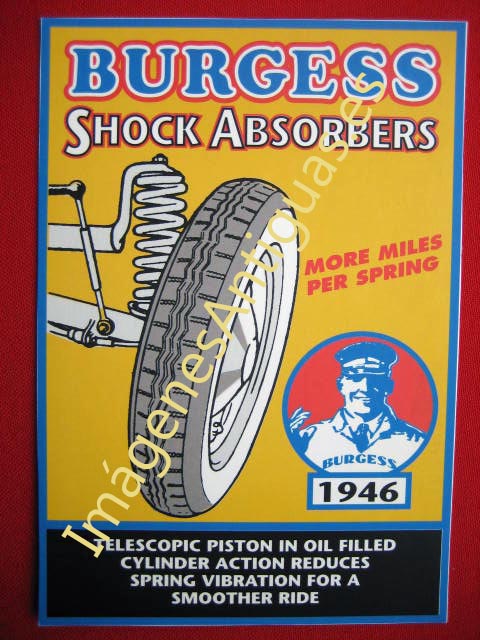 BURGESS
SHOCK ABSORBERS
MORE MILES
PER SPRING
BURGESS
1946
TELESCOPIC PISTON IN OIL FILLED
CYLINDER ACTION REDUCES
SPRING VIBRATION FOR A
SMOOTHER RIDE
ImágenesAntiguas.es